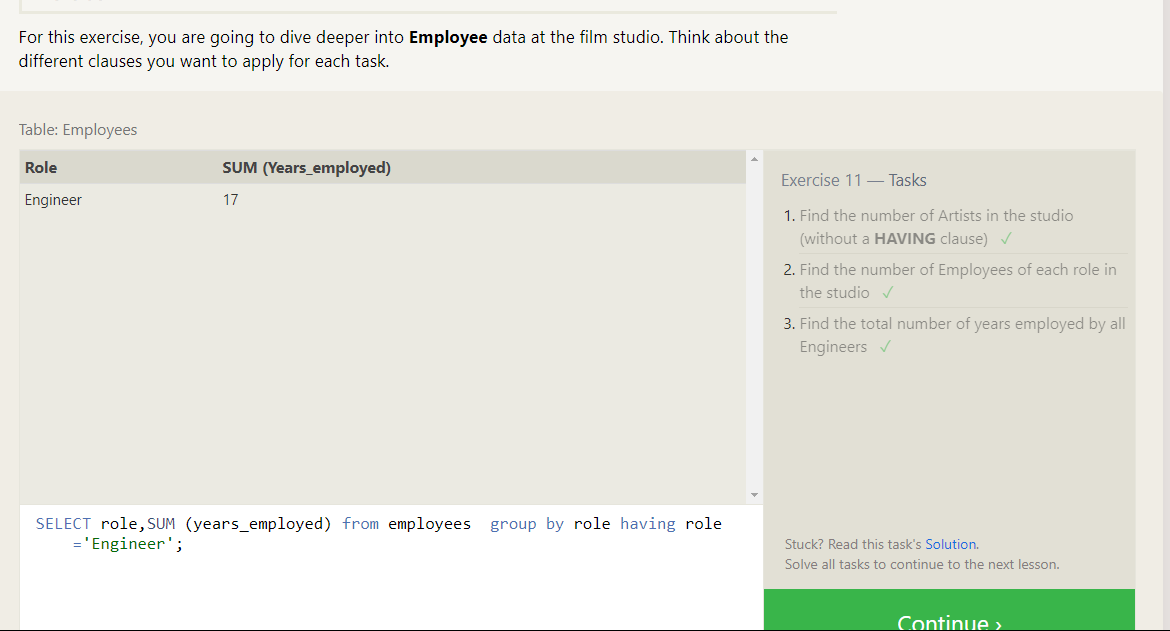 For this exercise, you are going to dive deeper into Employee data at the film studio. Think about the
different clauses you want to apply for each task.
Table: Employees
Role SUM (Years_employed)
Engineer 17
SELECT role,SUM (years_employed) from employees  group by role having role
='Engineer';
Exercise 11 — Tasks
1. Find the number of Artists in the studio
(without a HAVING clause) ✓
2. Find the number of Employees of each role in
the studio ✓
3. Find the total number of years employed by all
Engineers ✓
Stuck? Read this task's Solution.
Solve all tasks to continue to the next lesson.
Continue ›